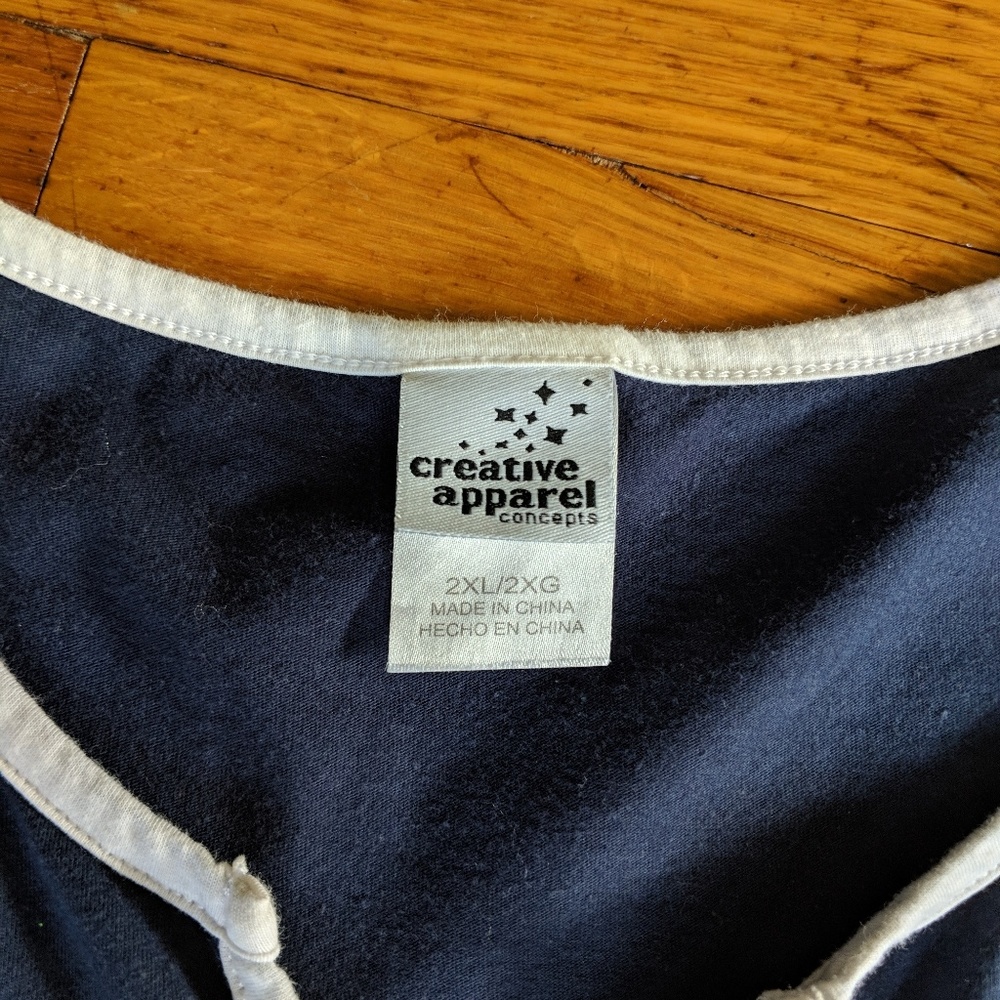 creative
apparel
concepts
2XL/2XG
MADE IN CHINA
HECHO EN CHINA